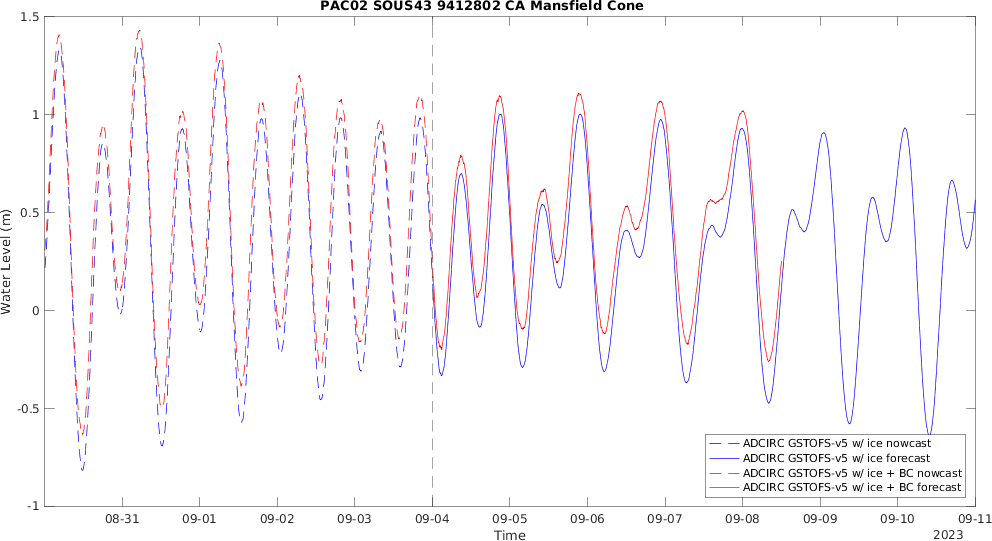 PAC02 SOUS43 9412802 CA Mansfield Cone
1.5
1
0.5
0
-0.5
-1
Water Level (m)
08-31
09-01
09-02
09-03
09-04
09-05
09-06
09-07
09-08
09-09
09-10
09-11
Time
2023
ADCIRC GSTOFS-v5 w/ ice nowcast
ADCIRC GSTOFS-v5 w/ ice forecast
ADCIRC GSTOFS-v5 w/ ice + BC nowcast
ADCIRC GSTOFS-v5 w/ ice + BC forecast